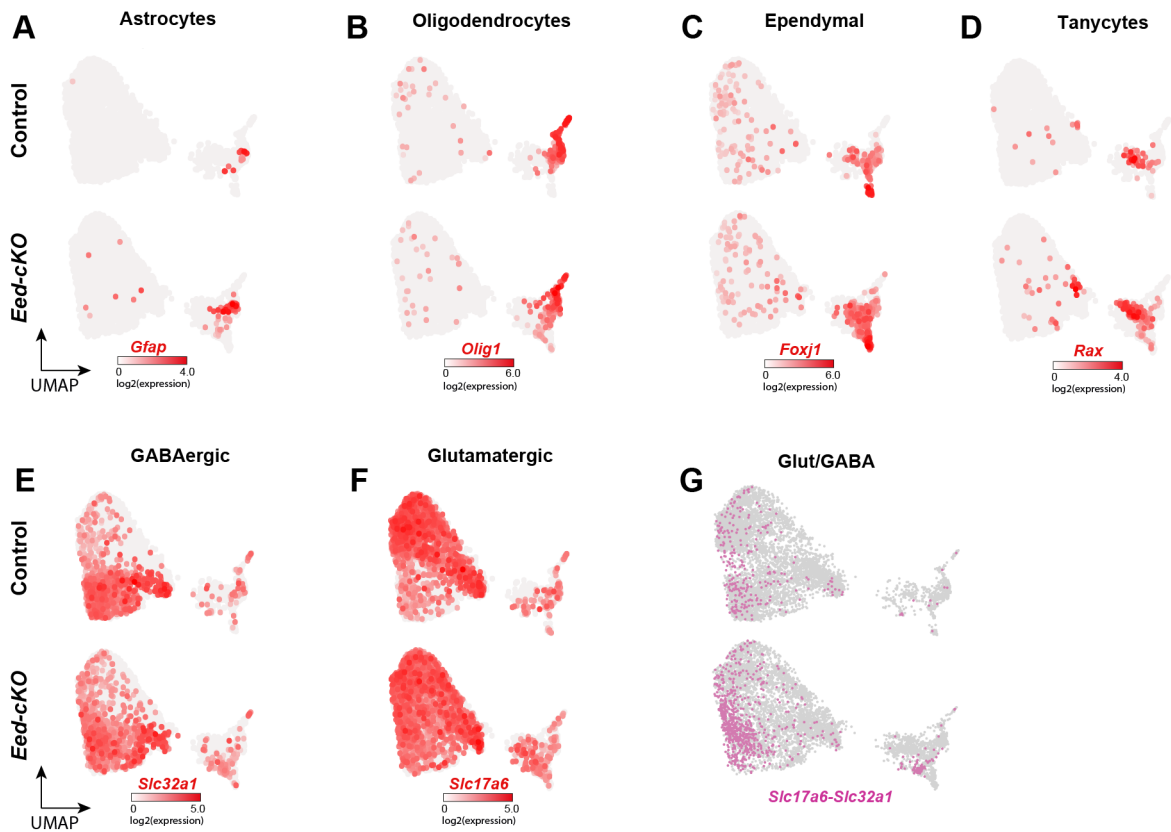 A Astrocytes
B Oligodendrocytes
C Ependymal
D Tanycytes
Control
Eed-cKO
UMAP
Gfap
0 4.0
log2(expression)
Olig1
0 6.0
log2(expression)
Foxj1
0 6.0
log2(expression)
Rax
0 4.0
log2(expression)
E GABAergic
F Glutamatergic
G Glut/GABA
Control
Eed-cKO
UMAP
Slc32a1
0 5.0
log2(expression)
Slc17a6
0 5.0
log2(expression)
Slc17a6-Slc32a1